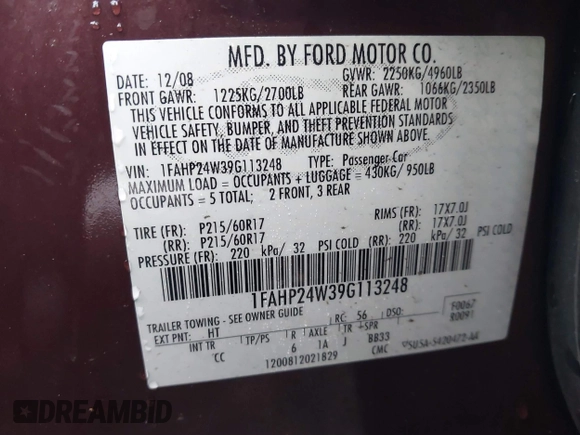 MFD. BY FORD MOTOR CO.
DATE: 12/08 GVWR: 2250KG/4960LB
FRONT GAWR: 1225KG/2700LB REAR GAWR: 1066KG/2350LB
THIS VEHICLE CONFORMS TO ALL APPLICABLE FEDERAL MOTOR
VEHICLE SAFETY, BUMPER, AND THEFT PREVENTION STANDARDS
IN EFFECT ON THE DATE OF MANUFACTURE SHOWN ABOVE.
VIN: 1FAHP24W39G113248 TYPE: Passenger Car
MAXIMUM LOAD = OCCUPANTS + LUGGAGE = 430KG/950LB
OCCUPANTS = 5 TOTAL; 2 FRONT, 3 REAR
TIRE (FR): P215/60R17 RIMS (FR): 17X7.0J
(RR): P215/60R17 (RR): 17X7.0J
PRESSURE (FR): 220 kPa/ 32 PSI COLD (RR): 220 kPa/ 32 PSI COLD
1FAHP24W39G113248
TRAILER TOWING - SEE OWNER GUIDE RC: 56 DSO: F0067
EXT PNT: HT R0091
INT TR TP/PS R AXLE TR SPR
CC 6 1A J BB33
1200812021829 CMC 5U5A-5420472-AA
DREAMBID